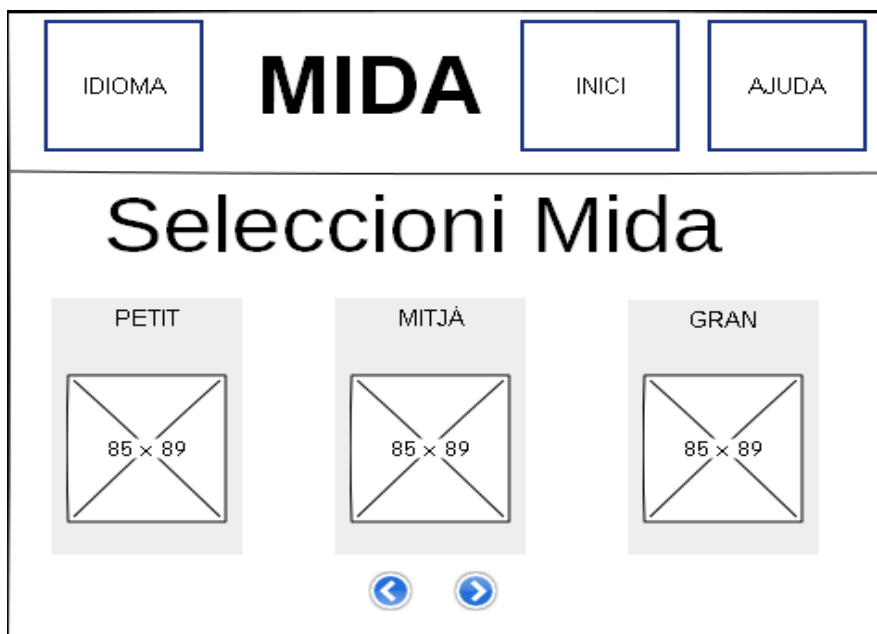 IDIOMA
MIDA
INICI
AJUDA
Seleccioni Mida
PETIT
MITJÀ
GRAN
85 × 89
85 × 89
85 × 89